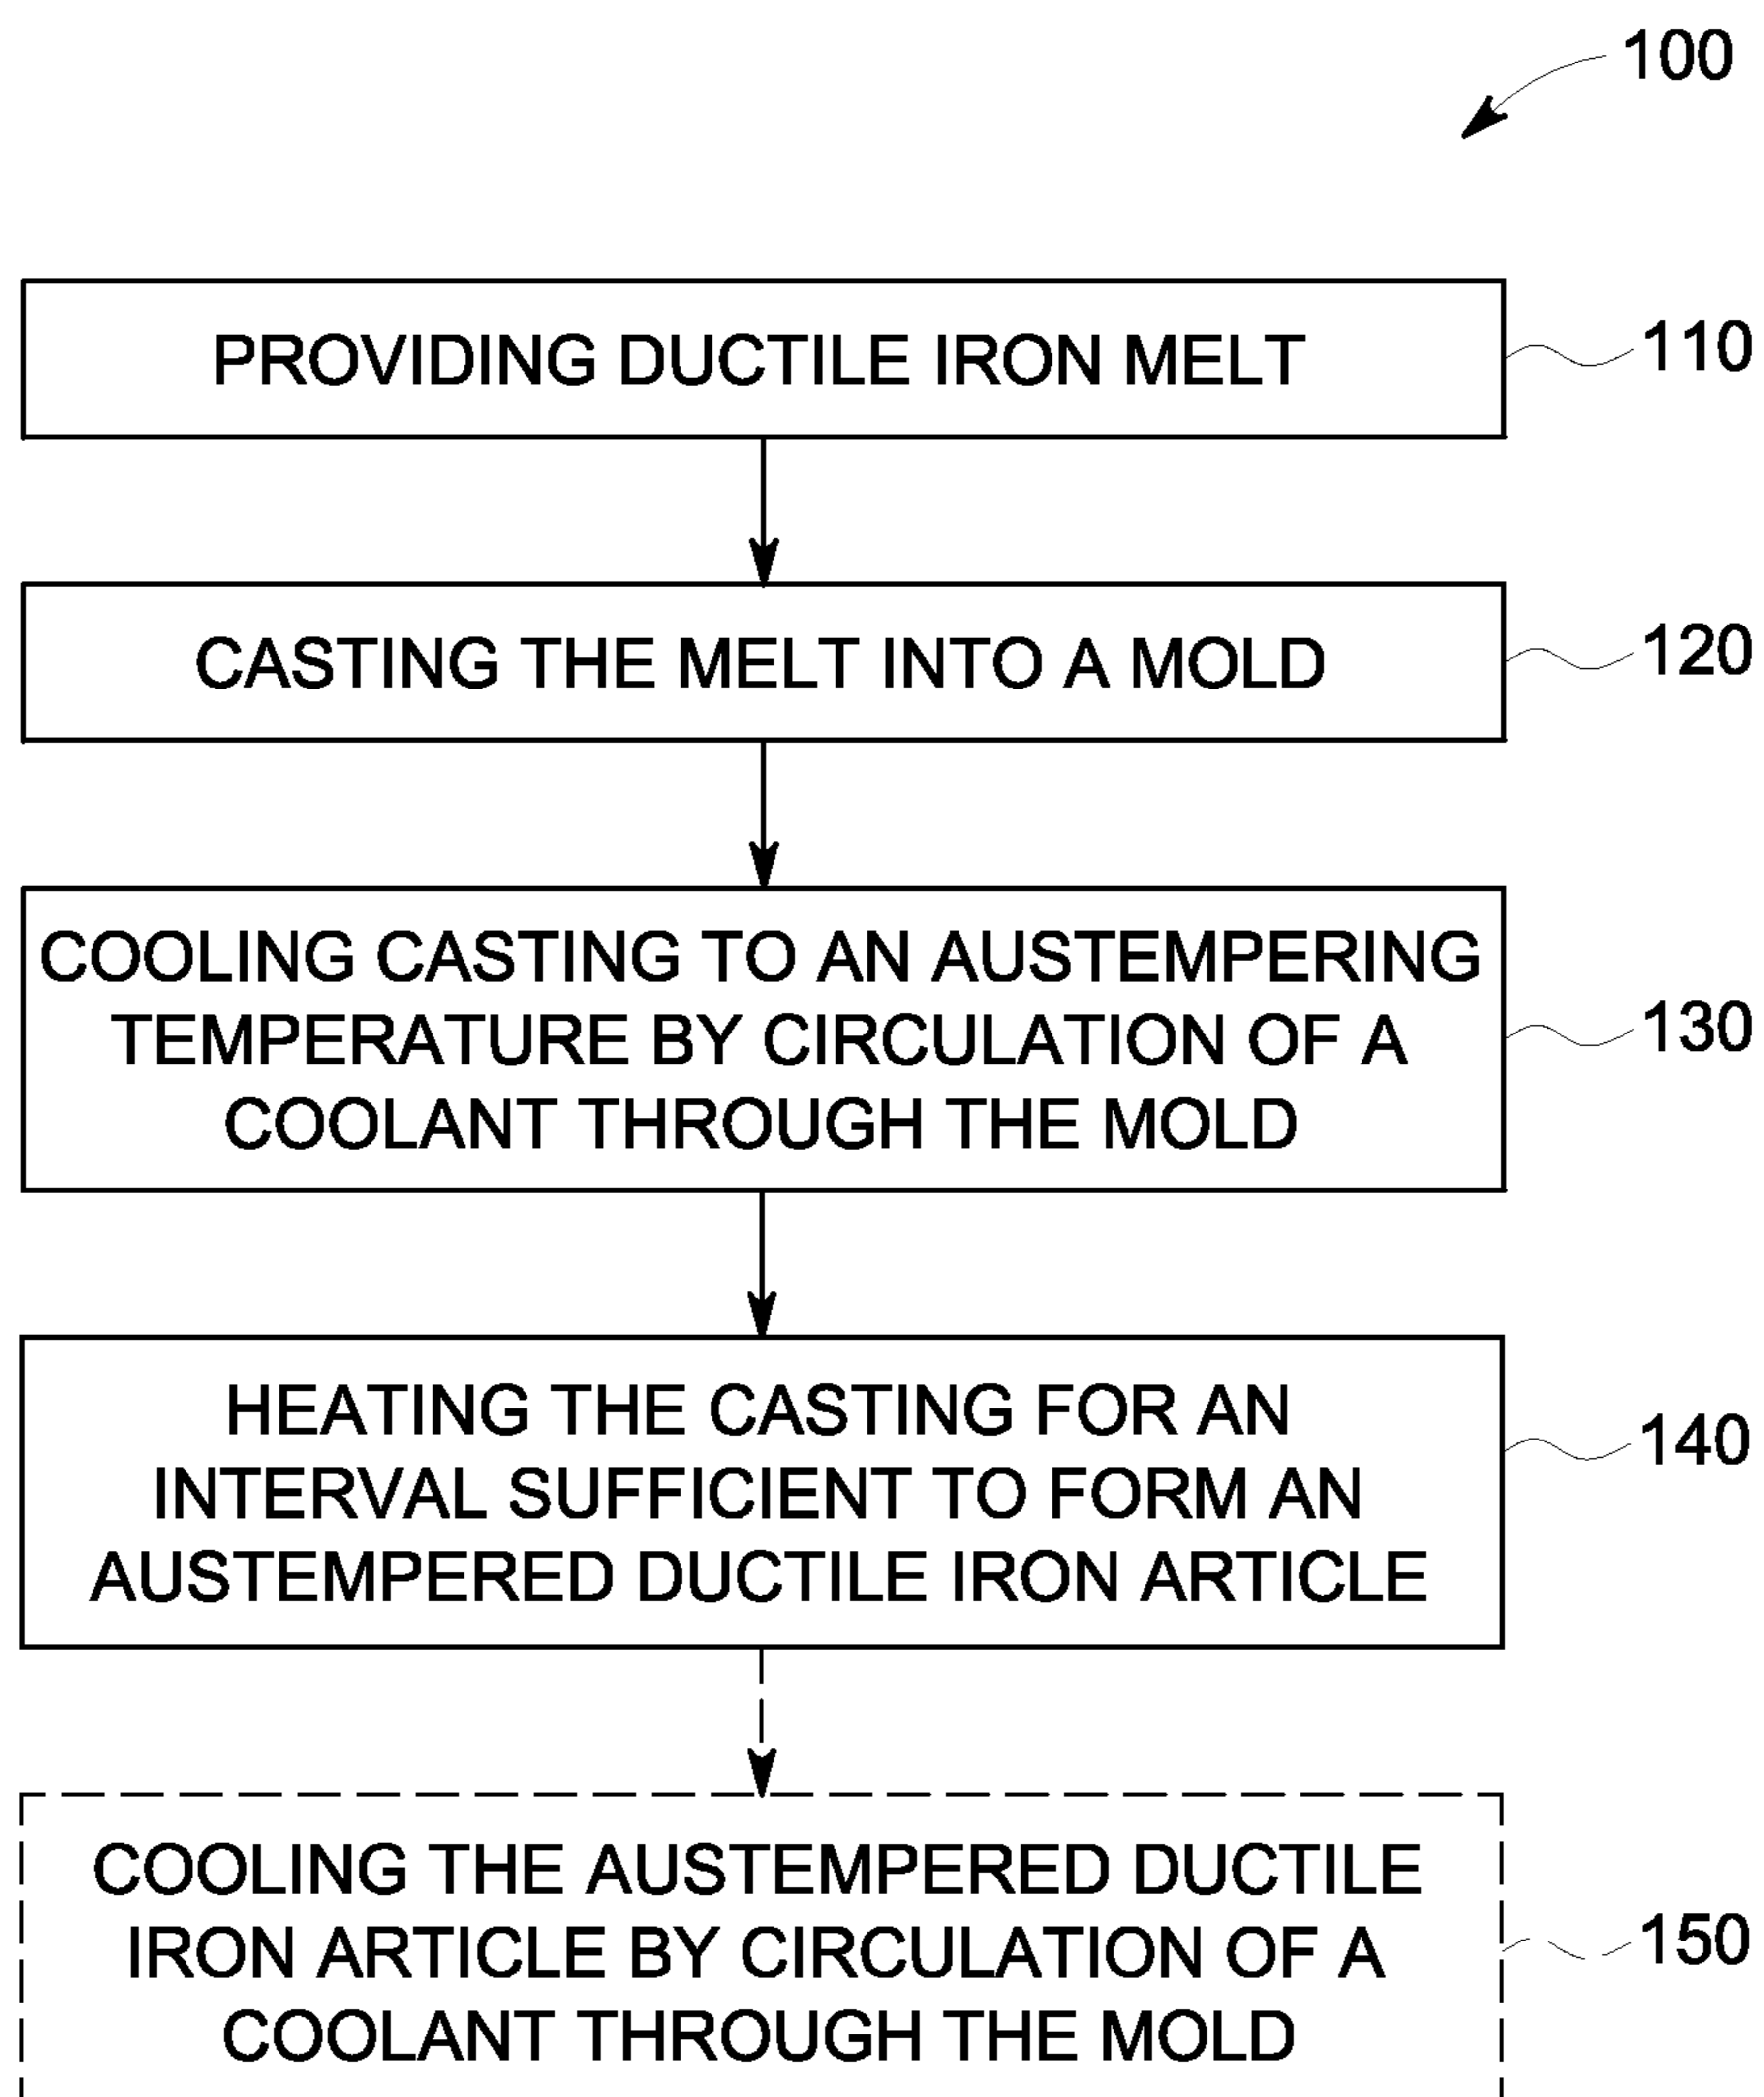 100
PROVIDING DUCTILE IRON MELT
110
CASTING THE MELT INTO A MOLD
120
COOLING CASTING TO AN AUSTEMPERING
TEMPERATURE BY CIRCULATION OF A
COOLANT THROUGH THE MOLD
130
HEATING THE CASTING FOR AN
INTERVAL SUFFICIENT TO FORM AN
AUSTEMPERED DUCTILE IRON ARTICLE
140
COOLING THE AUSTEMPERED DUCTILE
IRON ARTICLE BY CIRCULATION OF A
COOLANT THROUGH THE MOLD
150